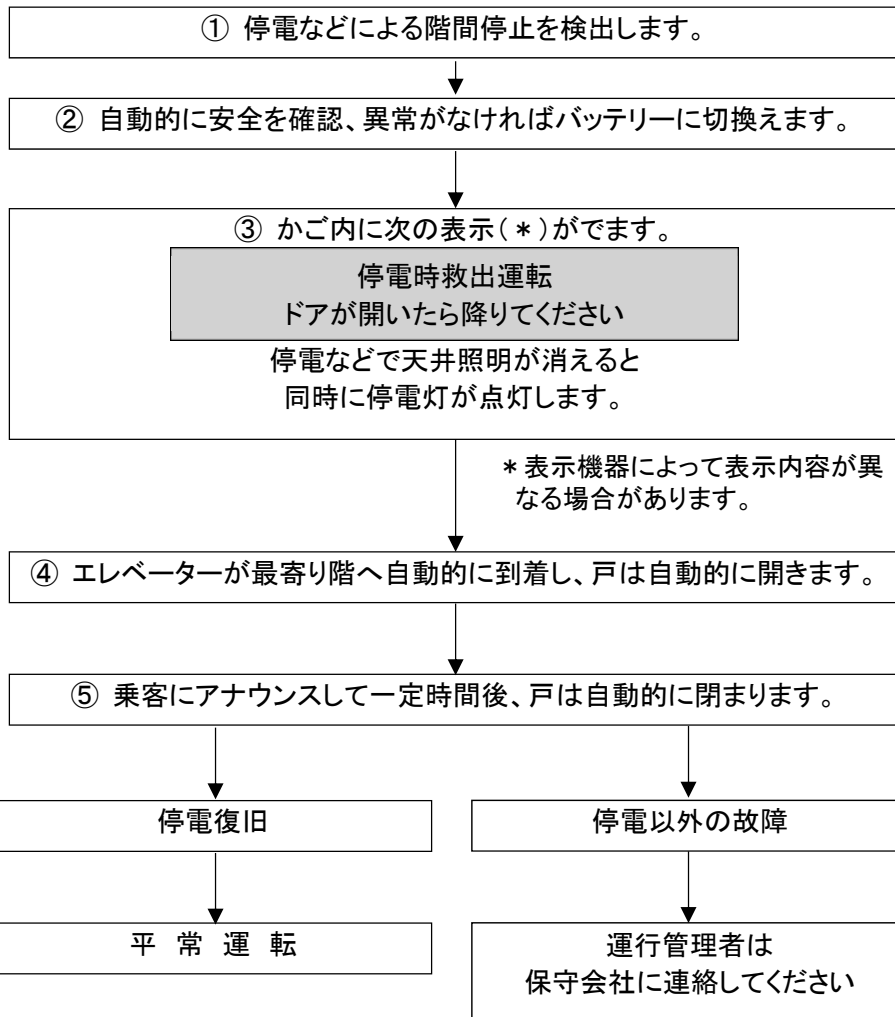 ① 停電などによる階間停止を検出します。
② 自動的に安全を確認、異常がなければバッテリーに切換えます。
③ かご内に次の表示(＊)がでます。
停電時救出運転
ドアが開いたら降りてください
停電などで天井照明が消えると
同時に停電灯が点灯します。
＊表示機器によって表示内容が異
なる場合があります。
④ エレベーターが最寄り階へ自動的に到着し、戸は自動的に開きます。
⑤ 乗客にアナウンスして一定時間後、戸は自動的に閉まります。
停電復旧
停電以外の故障
平 常 運 転
運行管理者は
保守会社に連絡してください